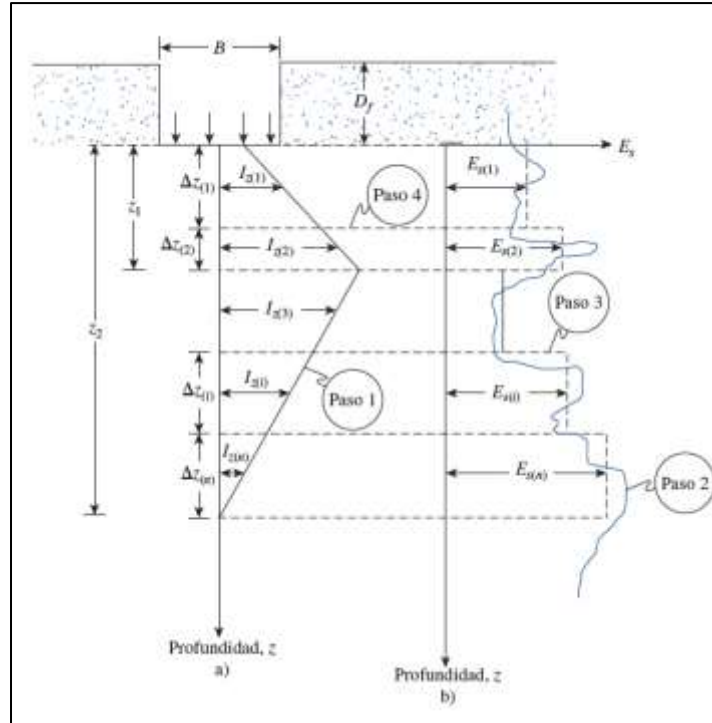 B
D_f
E_s
Δz_(1)
I_z(1)
E_s(1)
z_1
Paso 4
Δz_(2)
I_z(2)
E_s(2)
I_z(3)
Paso 3
z_2
Δz_(i)
I_z(i)
Paso 1
E_s(i)
Δz_(n)
I_z(n)
E_s(n)
Paso 2
Profundidad, z
a)
Profundidad, z
b)